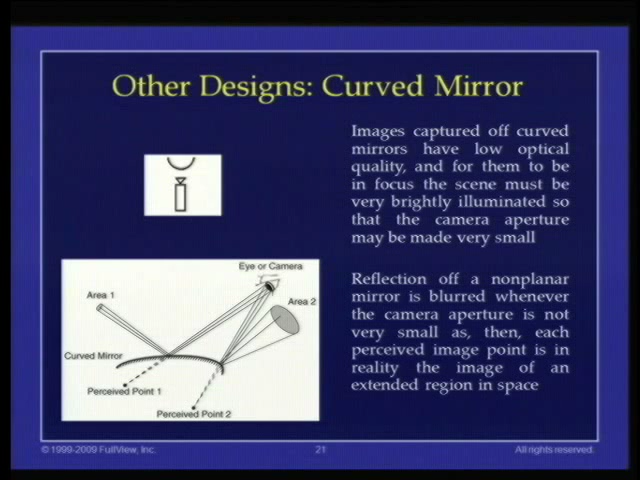 Other Designs: Curved Mirror
Images captured off curved
mirrors have low optical
quality, and for them to be
in focus the scene must be
very brightly illuminated so
that the camera aperture
may be made very small
Eye or Camera
Area 1
Area 2
Curved Mirror
Perceived Point 1
Perceived Point 2
Reflection off a nonplanar
mirror is blurred whenever
the camera aperture is not
very small as, then, each
perceived image point is in
reality the image of an
extended region in space
© 1999-2009 FullView, Inc.
21
All rights reserved.